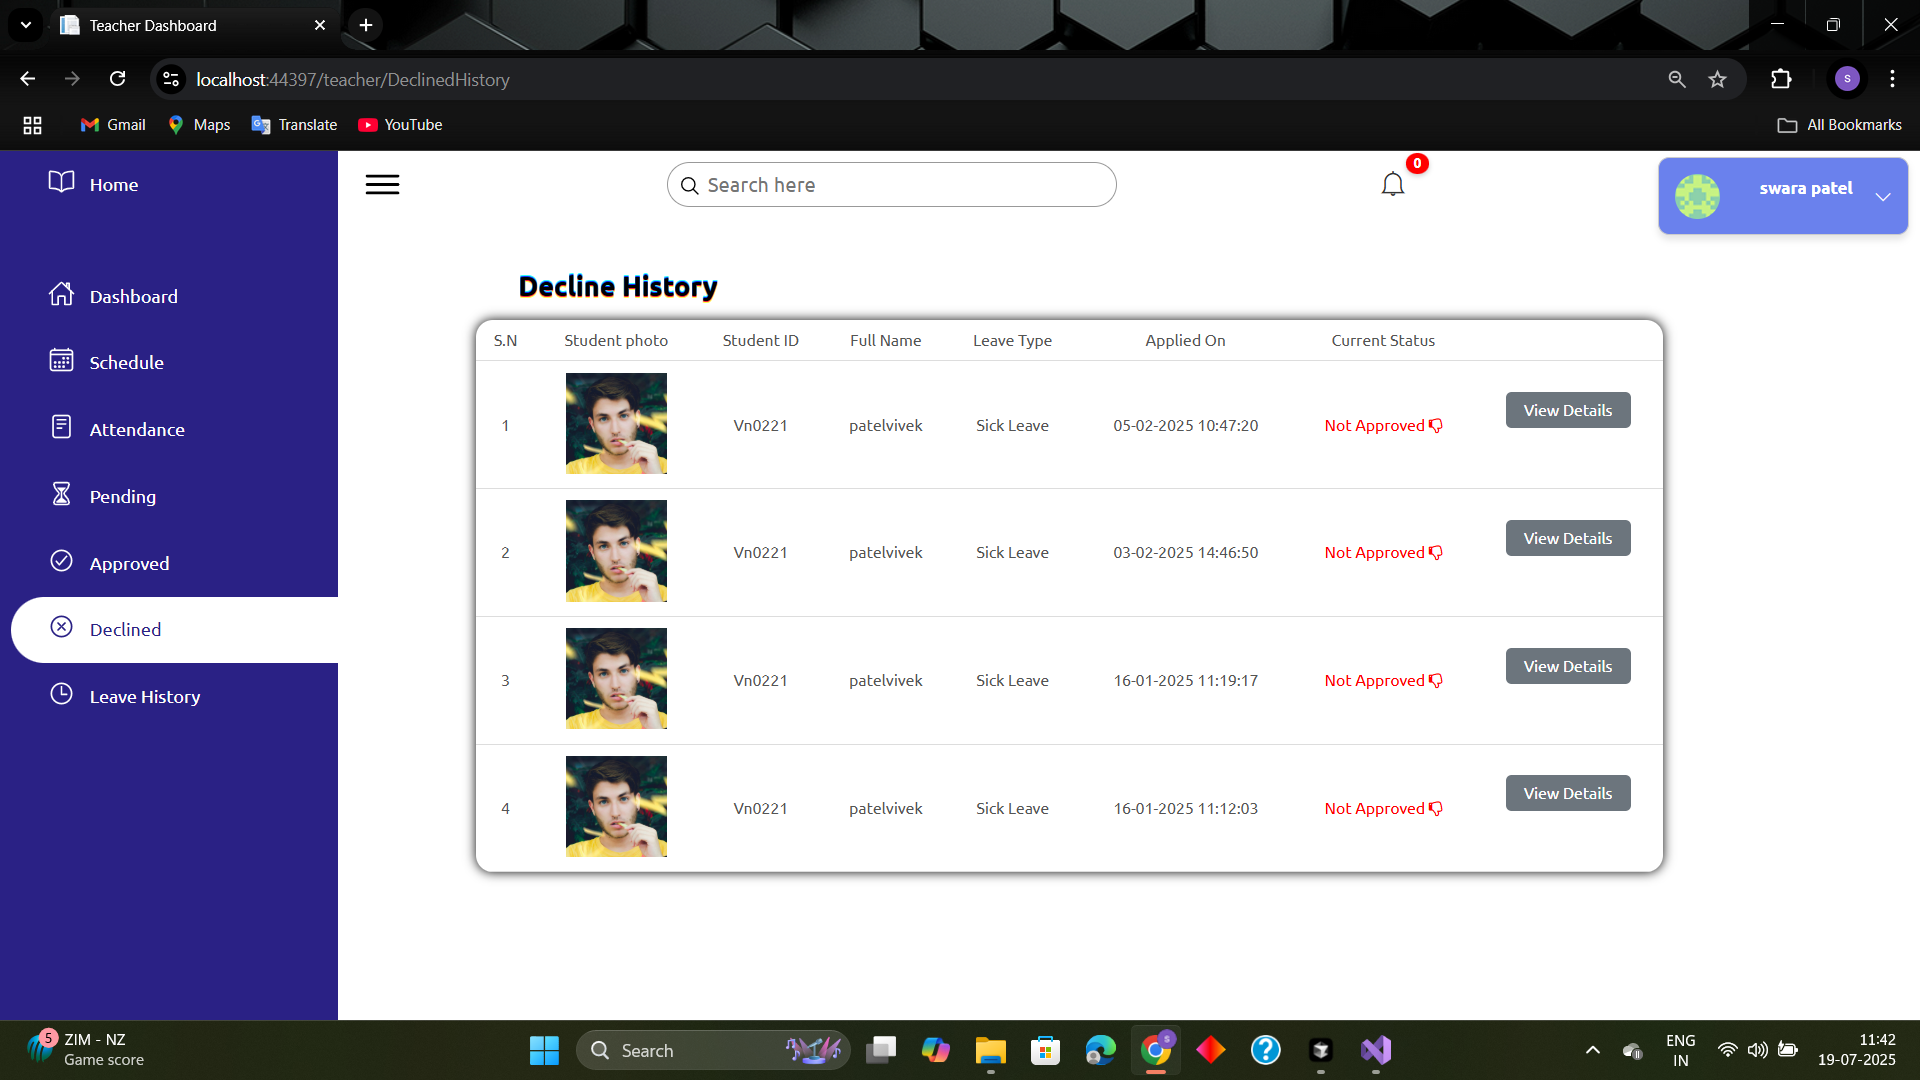 Teacher Dashboard
localhost:44397/teacher/DeclinedHistory
S
Gmail
Maps
Translate
YouTube
All Bookmarks
Home
Dashboard
Schedule
Attendance
Pending
Approved
Declined
Leave History
Search here
0
swara patel
Decline History
S.N Student photo Student ID Full Name Leave Type Applied On Current Status
1 Vn0221 patelvivek Sick Leave 05-02-2025 10:47:20 Not Approved View Details
2 Vn0221 patelvivek Sick Leave 03-02-2025 14:46:50 Not Approved View Details
3 Vn0221 patelvivek Sick Leave 16-01-2025 11:19:17 Not Approved View Details
4 Vn0221 patelvivek Sick Leave 16-01-2025 11:12:03 Not Approved View Details
5
ZIM - NZ
Game score
Search
S
ENG
IN
11:42
19-07-2025